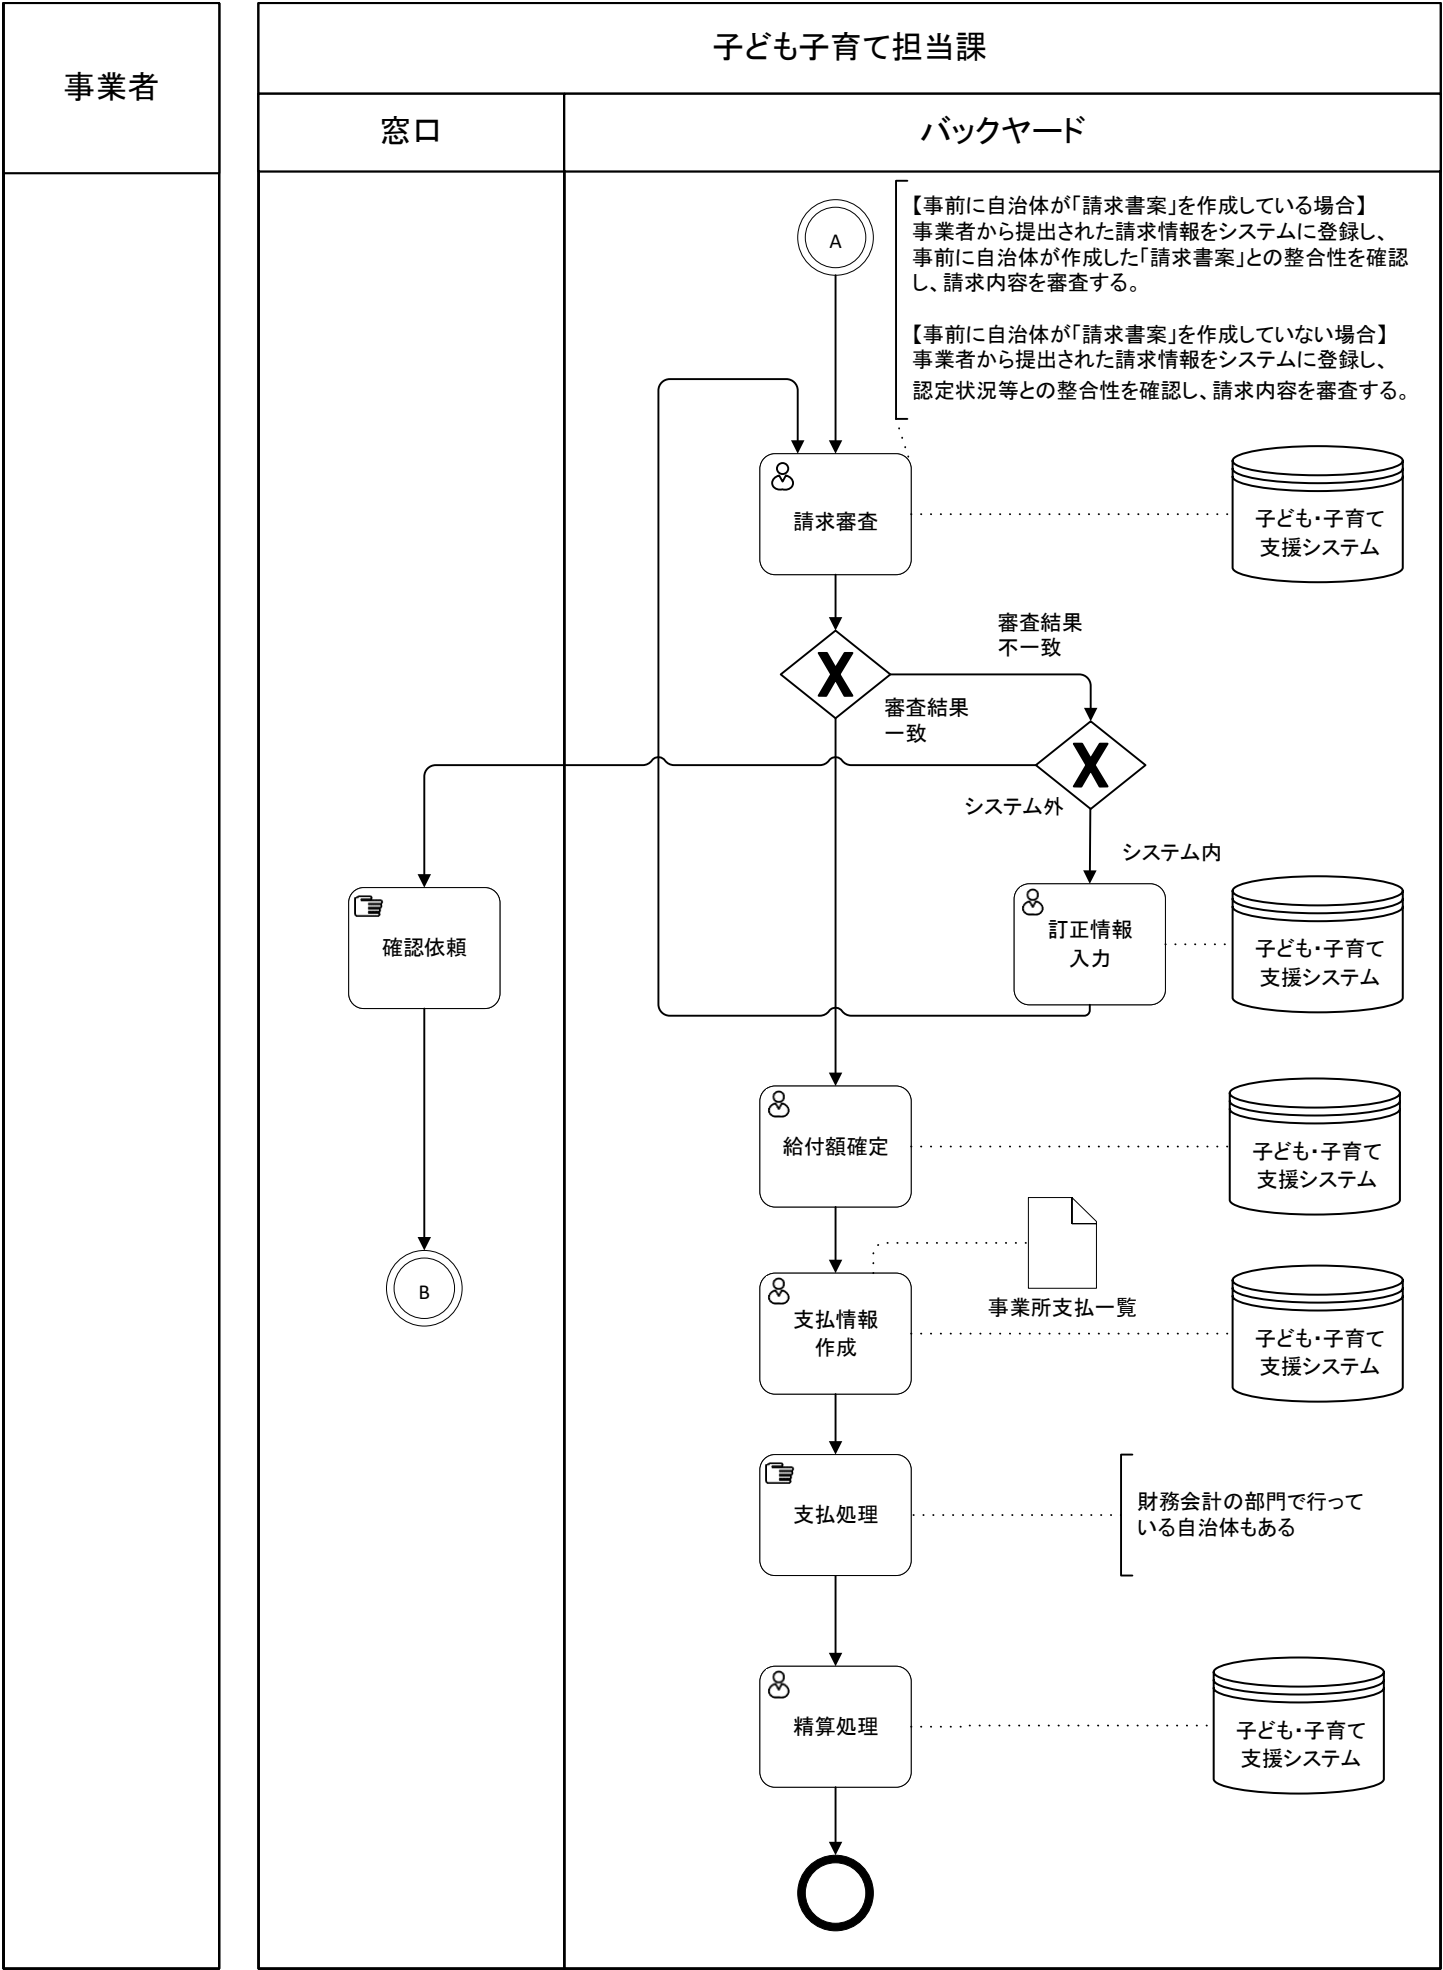 事業者
子ども子育て担当課
窓口
バックヤード
A
【事前に自治体が「請求書案」を作成している場合】
事業者から提出された請求情報をシステムに登録し、
事前に自治体が作成した「請求書案」との整合性を確認
し、請求内容を審査する。
【事前に自治体が「請求書案」を作成していない場合】
事業者から提出された請求情報をシステムに登録し、
認定状況等との整合性を確認し、請求内容を審査する。
請求審査
子ども・子育て
支援システム
審査結果
不一致
X
審査結果
一致
X
システム外
システム内
確認依頼
訂正情報
入力
子ども・子育て
支援システム
給付額確定
子ども・子育て
支援システム
B
事業所支払一覧
支払情報
作成
子ども・子育て
支援システム
支払処理
財務会計の部門で行って
いる自治体もある
精算処理
子ども・子育て
支援システム